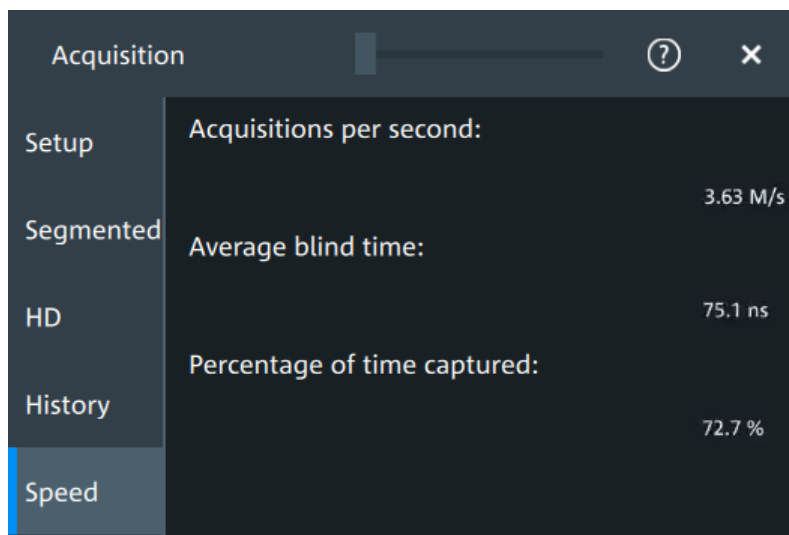 Acquisition
?
Setup
Segmented
HD
History
Speed
Acquisitions per second:
3.63 M/s
Average blind time:
75.1 ns
Percentage of time captured:
72.7 %